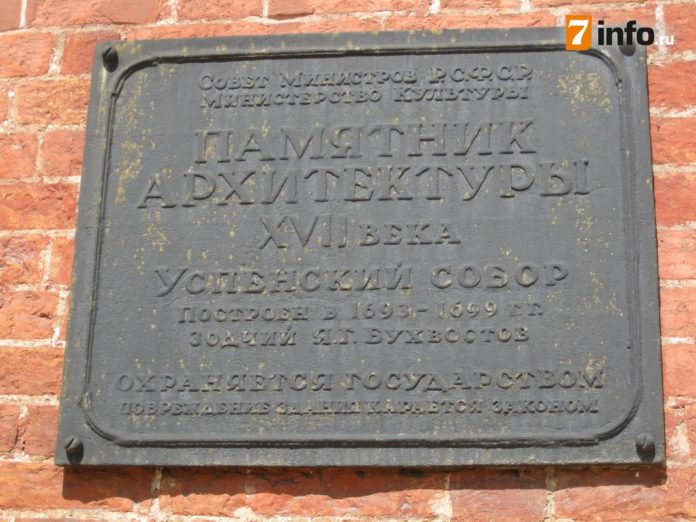 7info.ru
Совет Министров Р.С.Ф.С.Р.
Министерство Культуры
ПАМЯТНИК
АРХИТЕКТУРЫ
XVII ВЕКА
Успенский собор
построен в 1693-1699 г.г.
зодчий Я.Г. Бухвостов
охраняется государством
повреждение здания карается законом